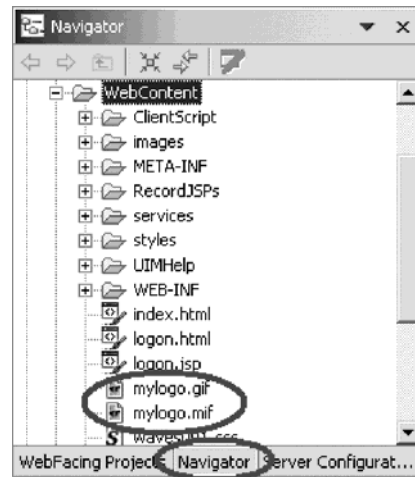 Navigator
WebContent
ClientScript
images
META-INF
RecordJSPs
services
styles
UIMHelp
WEB-INF
index.html
logon.html
logon.jsp
mylogo.gif
mylogo.mif
WebFacing Projects Navigator Server Configurat...